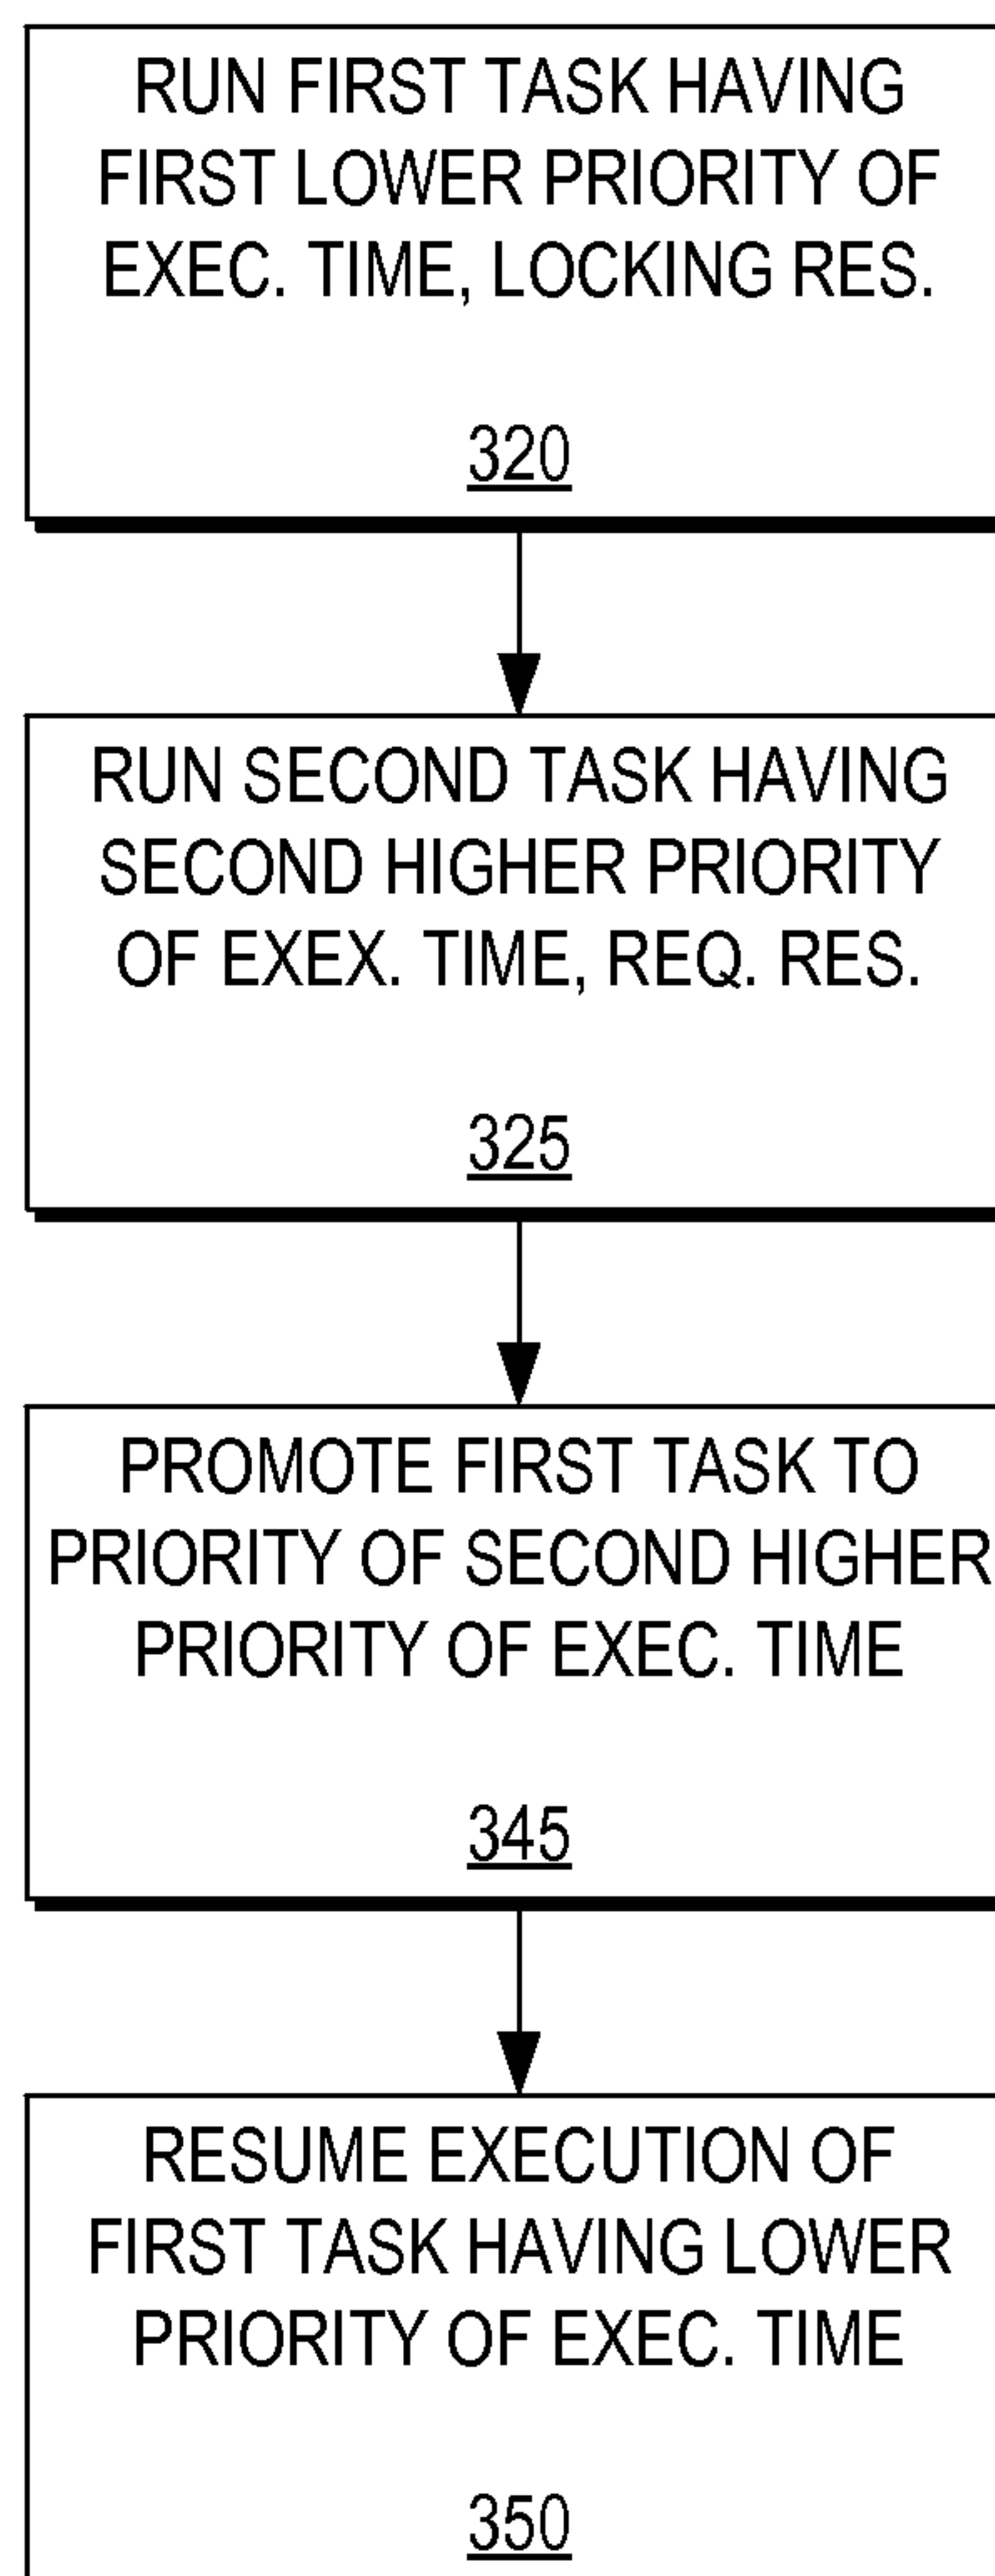 RUN FIRST TASK HAVING
FIRST LOWER PRIORITY OF
EXEC. TIME, LOCKING RES.
320
RUN SECOND TASK HAVING
SECOND HIGHER PRIORITY
OF EXEX. TIME, REQ. RES.
325
PROMOTE FIRST TASK TO
PRIORITY OF SECOND HIGHER
PRIORITY OF EXEC. TIME
345
RESUME EXECUTION OF
FIRST TASK HAVING LOWER
PRIORITY OF EXEC. TIME
350